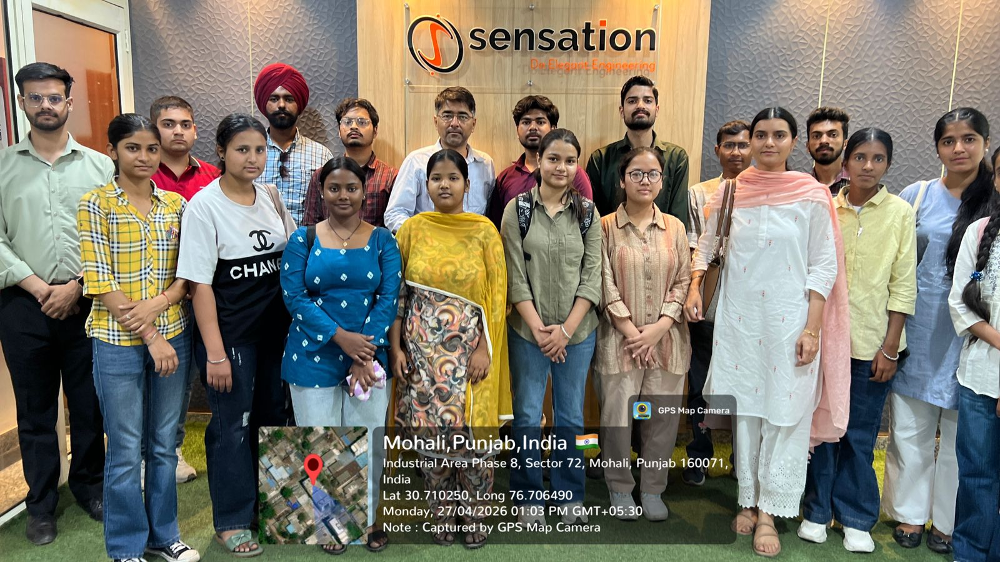 sensation
Do Elegant Engineering
CHANE
GPS Map Camera
Mohali,Punjab,India
Industrial Area Phase 8, Sector 72, Mohali, Punjab 160071,
India
Lat 30.710250, Long 76.706490
Monday, 27/04/2026 01:03 PM GMT+05:30
Note : Captured by GPS Map Camera